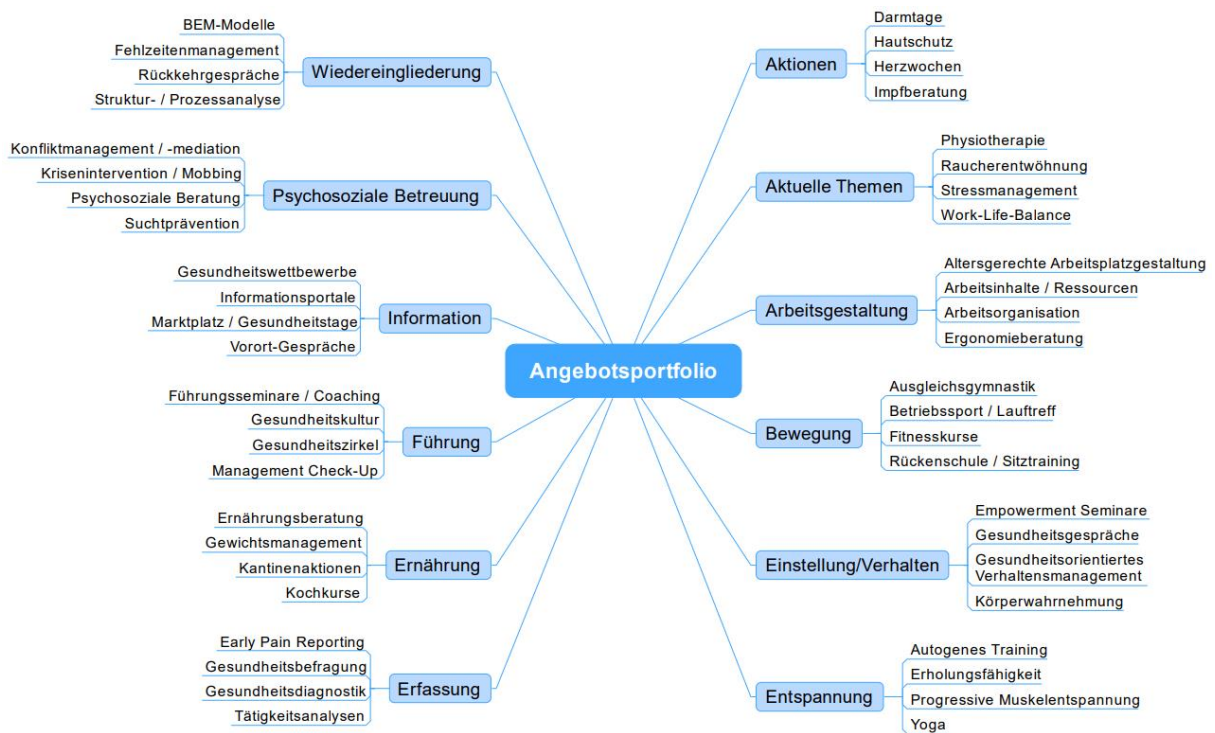 BEM-Modelle
Fehlzeitenmanagement
Rückkehrgespräche
Struktur- / Prozessanalyse
Wiedereingliederung
Konfliktmanagement / -mediation
Krisenintervention / Mobbing
Psychosoziale Beratung
Suchtprävention
Psychosoziale Betreuung
Gesundheitswettbewerbe
Informationsportale
Marktplatz / Gesundheitstage
Vorort-Gespräche
Information
Führungsseminare / Coaching
Gesundheitskultur
Gesundheitszirkel
Management Check-Up
Führung
Ernährungsberatung
Gewichtsmanagement
Kantinenaktionen
Kochkurse
Ernährung
Early Pain Reporting
Gesundheitsbefragung
Gesundheitsdiagnostik
Tätigkeitsanalysen
Erfassung
Angebotsportfolio
Aktionen
Darmtage
Hautschutz
Herzwochen
Impfberatung
Aktuelle Themen
Physiotherapie
Raucherentwöhnung
Stressmanagement
Work-Life-Balance
Arbeitsgestaltung
Altersgerechte Arbeitsplatzgestaltung
Arbeitsinhalte / Ressourcen
Arbeitsorganisation
Ergonomieberatung
Bewegung
Ausgleichsgymnastik
Betriebssport / Lauftreff
Fitnesskurse
Rückenschule / Sitztraining
Einstellung/Verhalten
Empowerment Seminare
Gesundheitsgespräche
Gesundheitsorientiertes
Verhaltensmanagement
Körperwahrnehmung
Entspannung
Autogenes Training
Erholungsfähigkeit
Progressive Muskelentspannung
Yoga